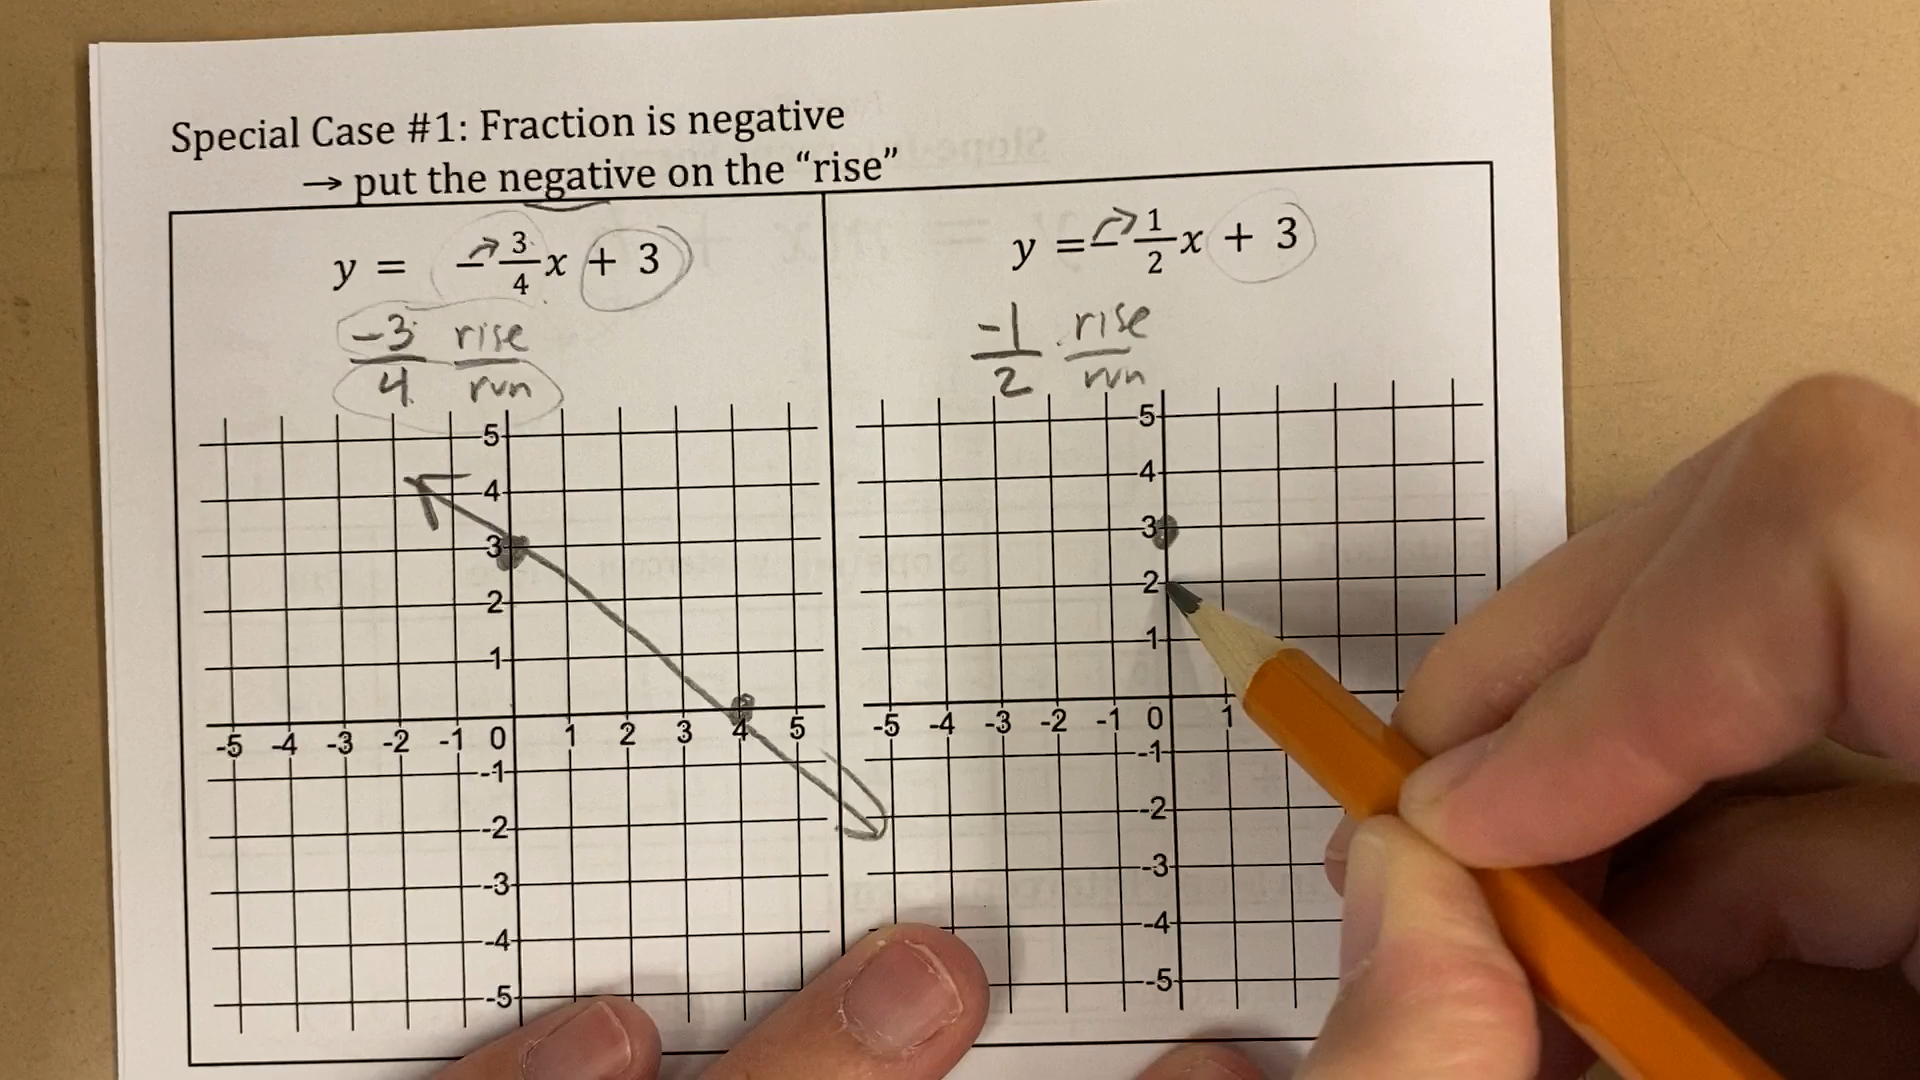 Special Case #1: Fraction is negative
→ put the negative on the “rise”
y = −3/4x + 3
-3 rise
4 run
5
4
3
2
1
-5 -4 -3 -2 -1 0 1 2 3 4 5
-1
-2
-3
-4
-5
y = −1/2x + 3
-1 rise
2 run
5
4
3
2
1
-5 -4 -3 -2 -1 0 1
-1
-2
-3
-4
-5